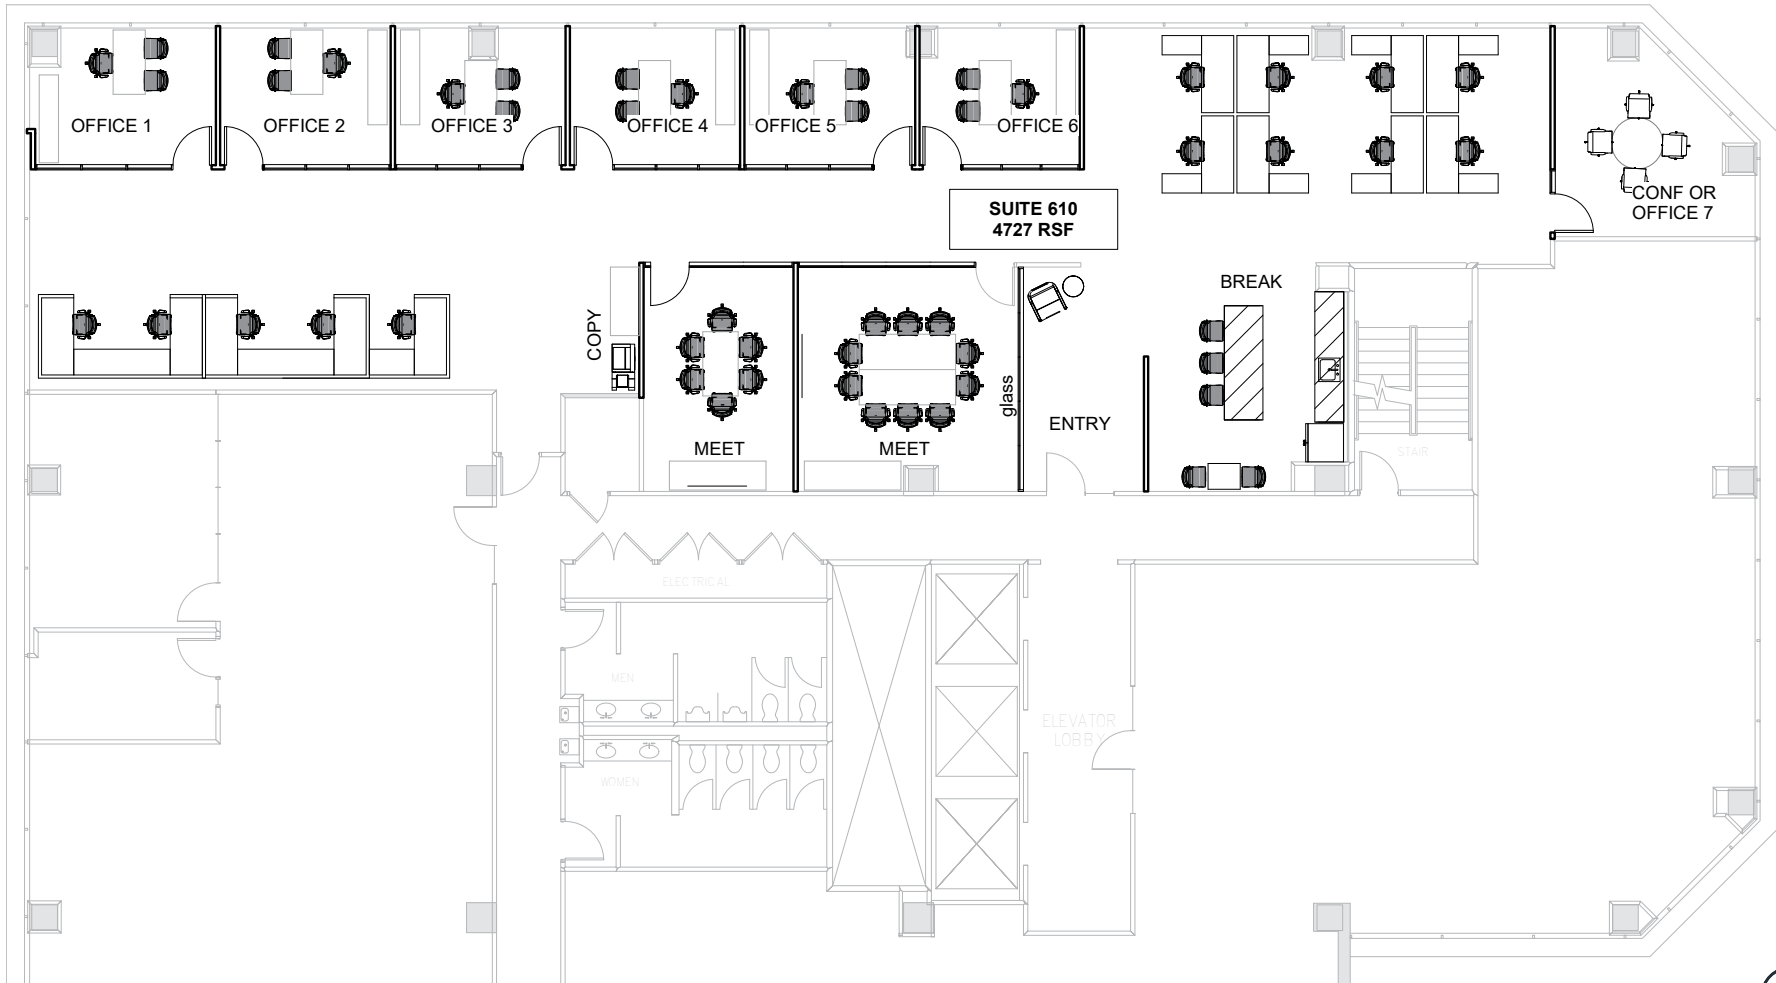 OFFICE 1
OFFICE 2
OFFICE 3
OFFICE 4
OFFICE 5
OFFICE 6
CONF OR
OFFICE 7
SUITE 610
4727 RSF
BREAK
COPY
glass
ENTRY
MEET
MEET
STAIR
ELECTRICAL
MEN
ELEVATOR
LOBBY
WOMEN